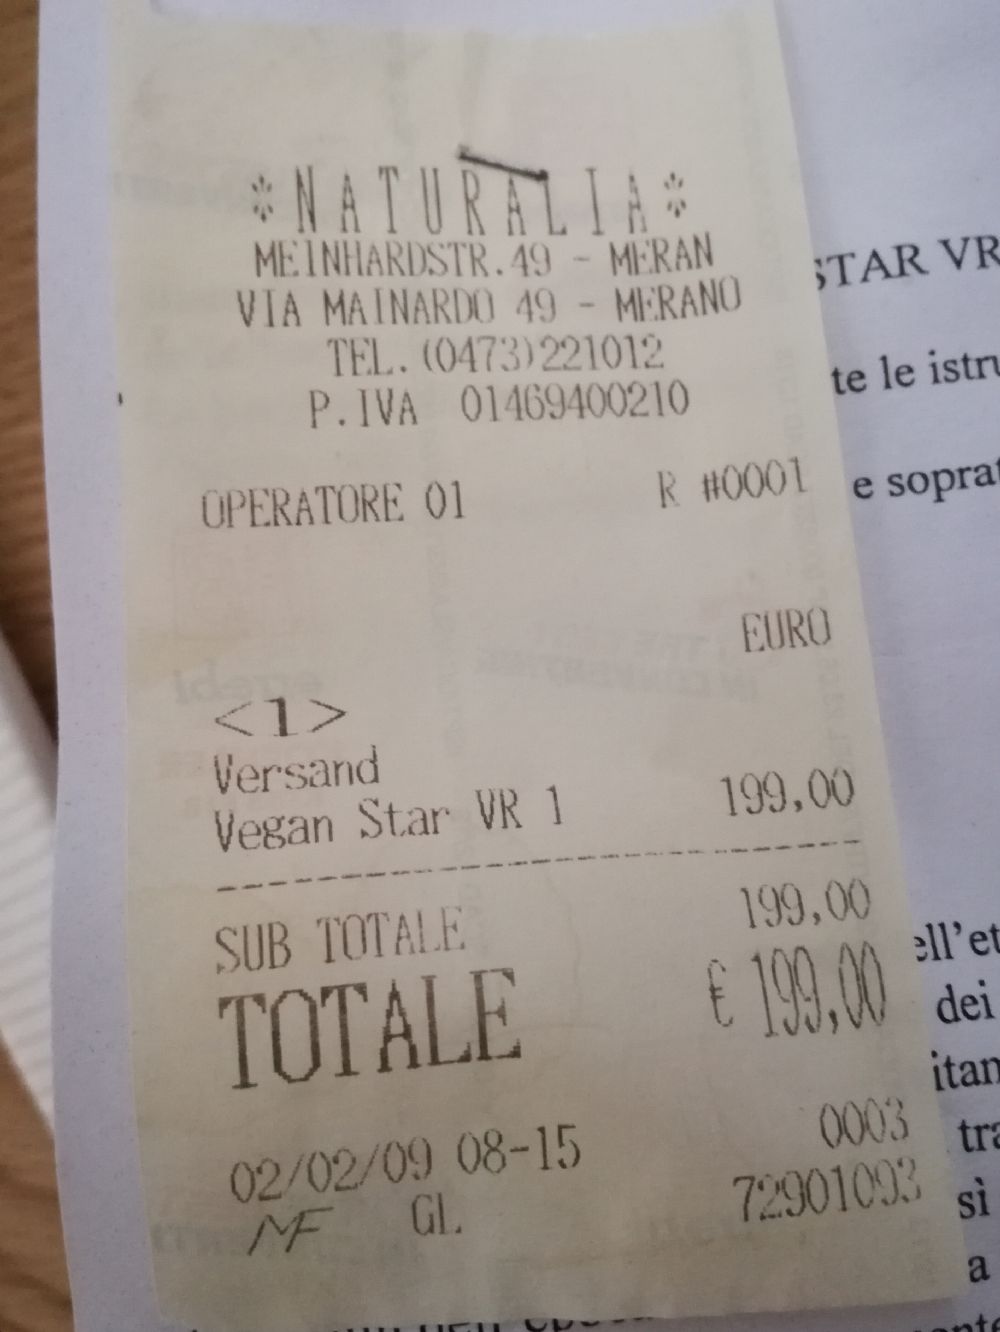 *NATURALIA*
MEINHARDSTR.49 - MERAN
VIA MAINARDO 49 - MERANO
TEL.(0473)221012
P.IVA 01469400210
OPERATORE 01 R #0001
EURO
<1>
Versand
Vegan Star VR 1 199,00
SUB TOTALE 199,00
TOTALE € 199,00
0003
02/02/09 08-15
MF GL 72901093
STAR VR
te le istru
e soprat
ell'et
dei
itan
tra
sì
a